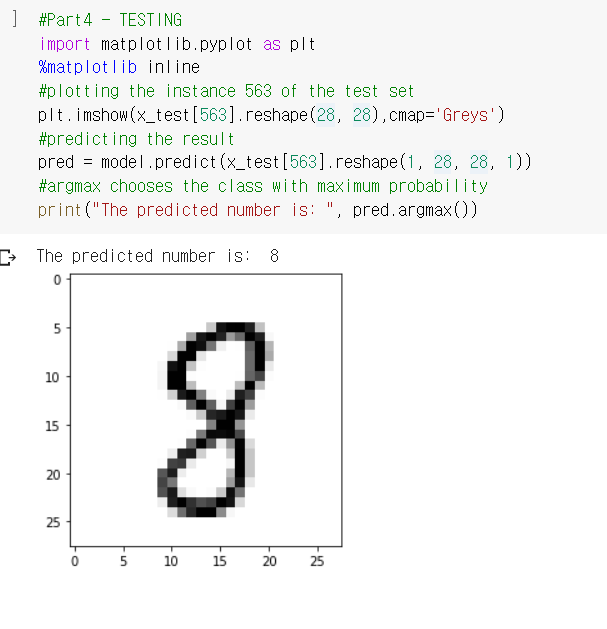 ] #Part4 - TESTING
import matplotlib.pyplot as plt
%matplotlib inline
#plotting the instance 563 of the test set
plt.imshow(x_test[563].reshape(28, 28),cmap='Greys')
#predicting the result
pred = model.predict(x_test[563].reshape(1, 28, 28, 1))
#argmax chooses the class with maximum probability
print("The predicted number is: ", pred.argmax())
The predicted number is:  8
0
5
10
15
20
25
8
0 5 10 15 20 25